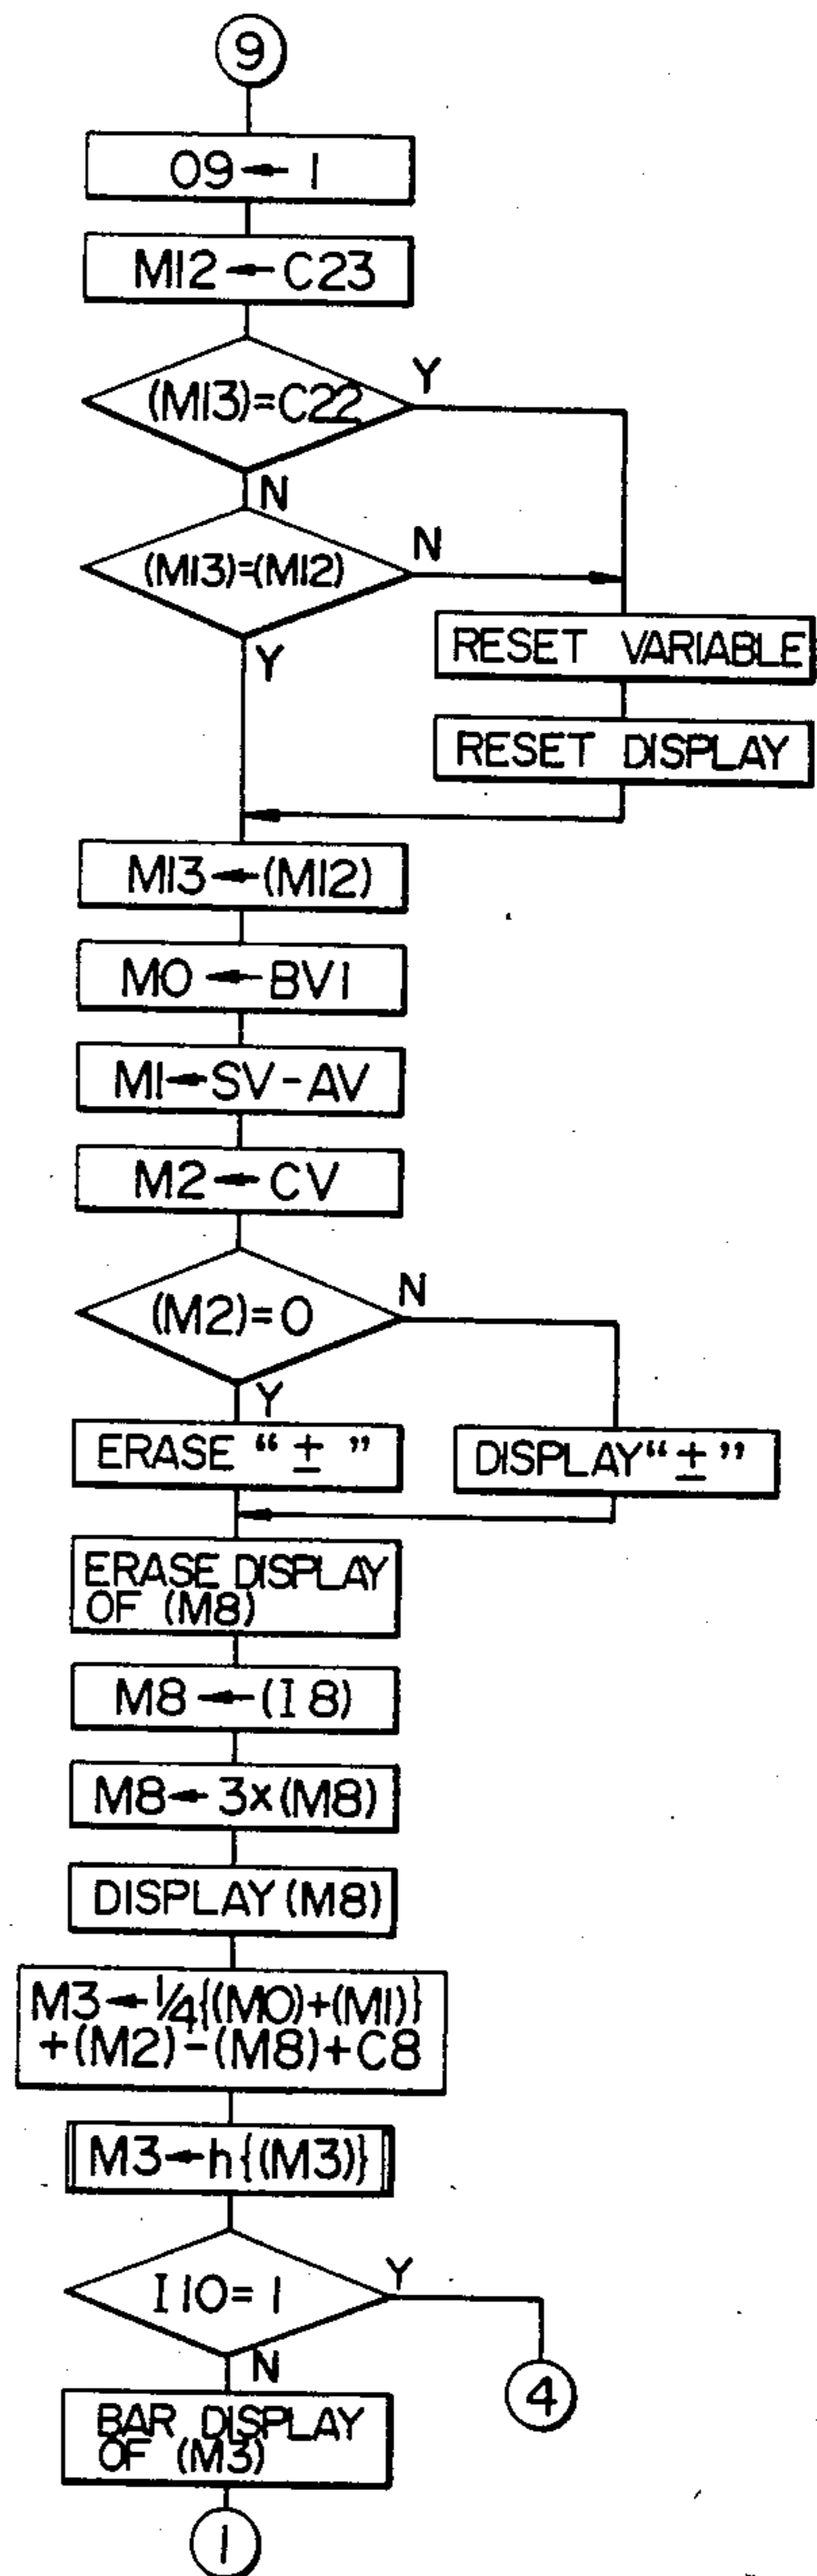 9
O9←1
M12←C23
(M13)=C22
Y
N
(M13)=(M12)
N
Y
RESET VARIABLE
RESET DISPLAY
M13←(M12)
M0←BV1
M1←SV-AV
M2←CV
(M2)=0
N
Y
ERASE “±”
DISPLAY“±”
ERASE DISPLAY
OF (M8)
M8←(I8)
M8←3x(M8)
DISPLAY(M8)
M3←¼{(M0)+(M1)}
+(M2)-(M8)+C8
M3←h{(M3)}
I10=1
Y
N
4
BAR DISPLAY
OF (M3)
1